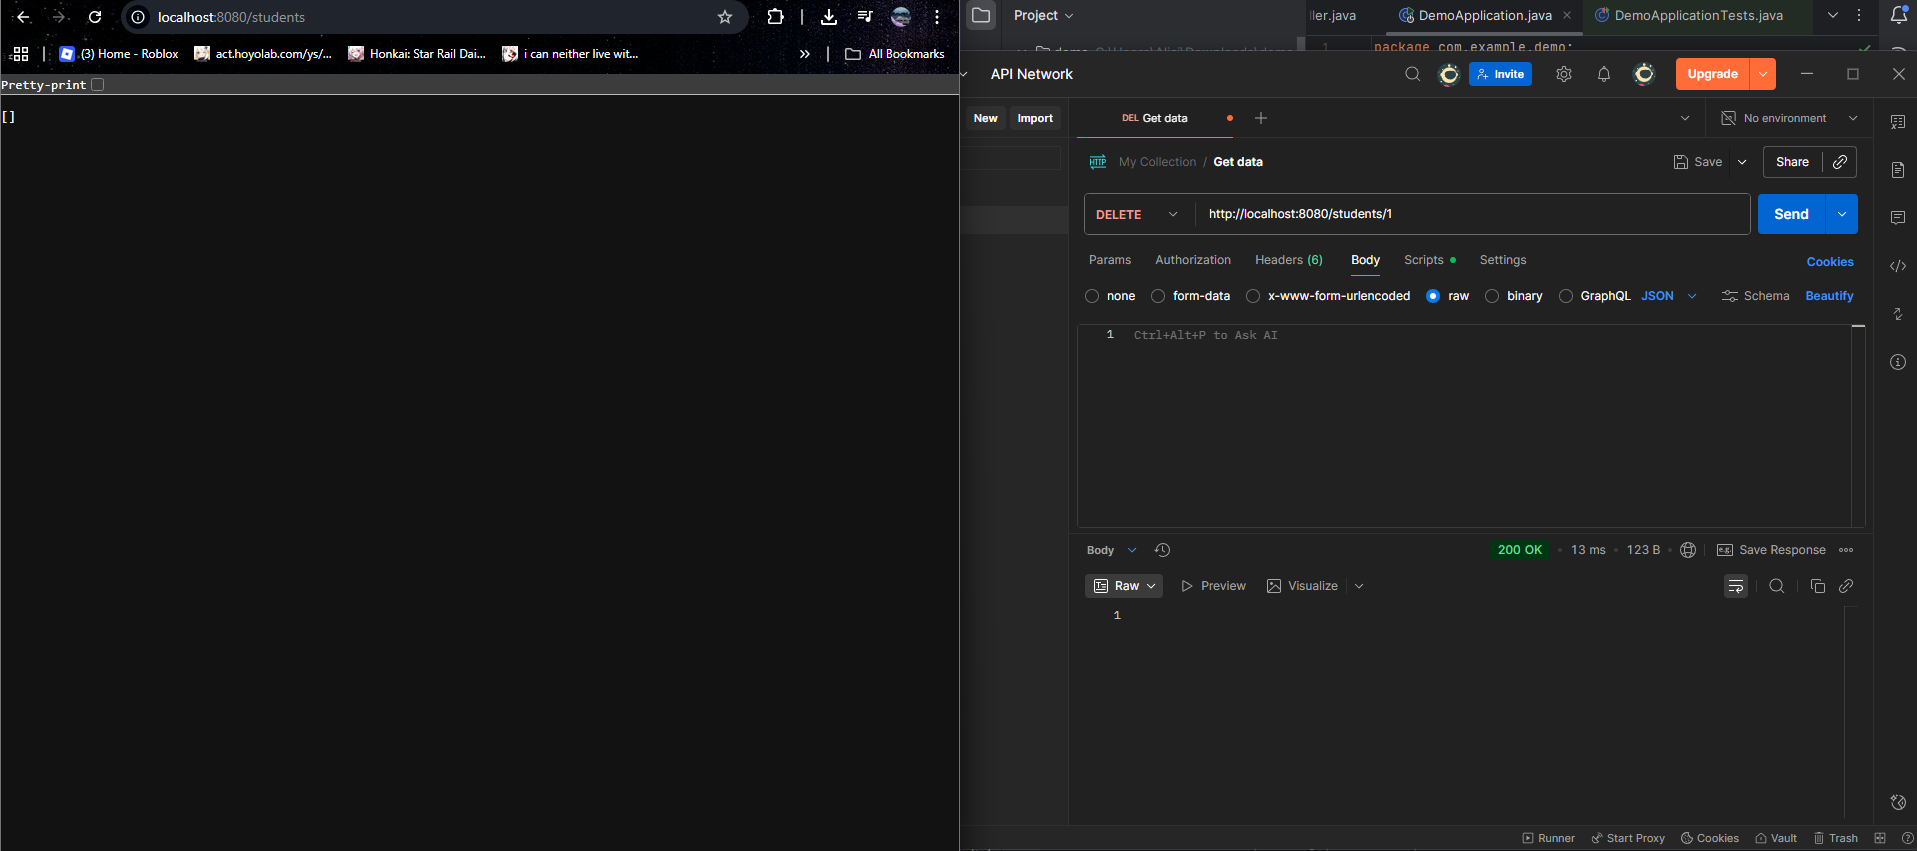 localhost:8080/students
(3) Home - Roblox
act.hoyolab.com/ys/...
Honkai: Star Rail Dai...
i can neither live wit...
»
All Bookmarks
Pretty-print
[]
Project
ller.java
DemoApplication.java
DemoApplicationTests.java
1
package com.example.demo;
API Network
Invite
Upgrade
New
Import
DEL Get data
No environment
HTTP
My Collection / Get data
Save
Share
DELETE
http://localhost:8080/students/1
Send
Params
Authorization
Headers (6)
Body
Scripts
Settings
Cookies
none
form-data
x-www-form-urlencoded
raw
binary
GraphQL
JSON
Schema
Beautify
1
Ctrl+Alt+P to Ask AI
Body
200 OK
13 ms
123 B
e.g.
Save Response
Raw
Preview
Visualize
1
Runner
Start Proxy
Cookies
Vault
Trash